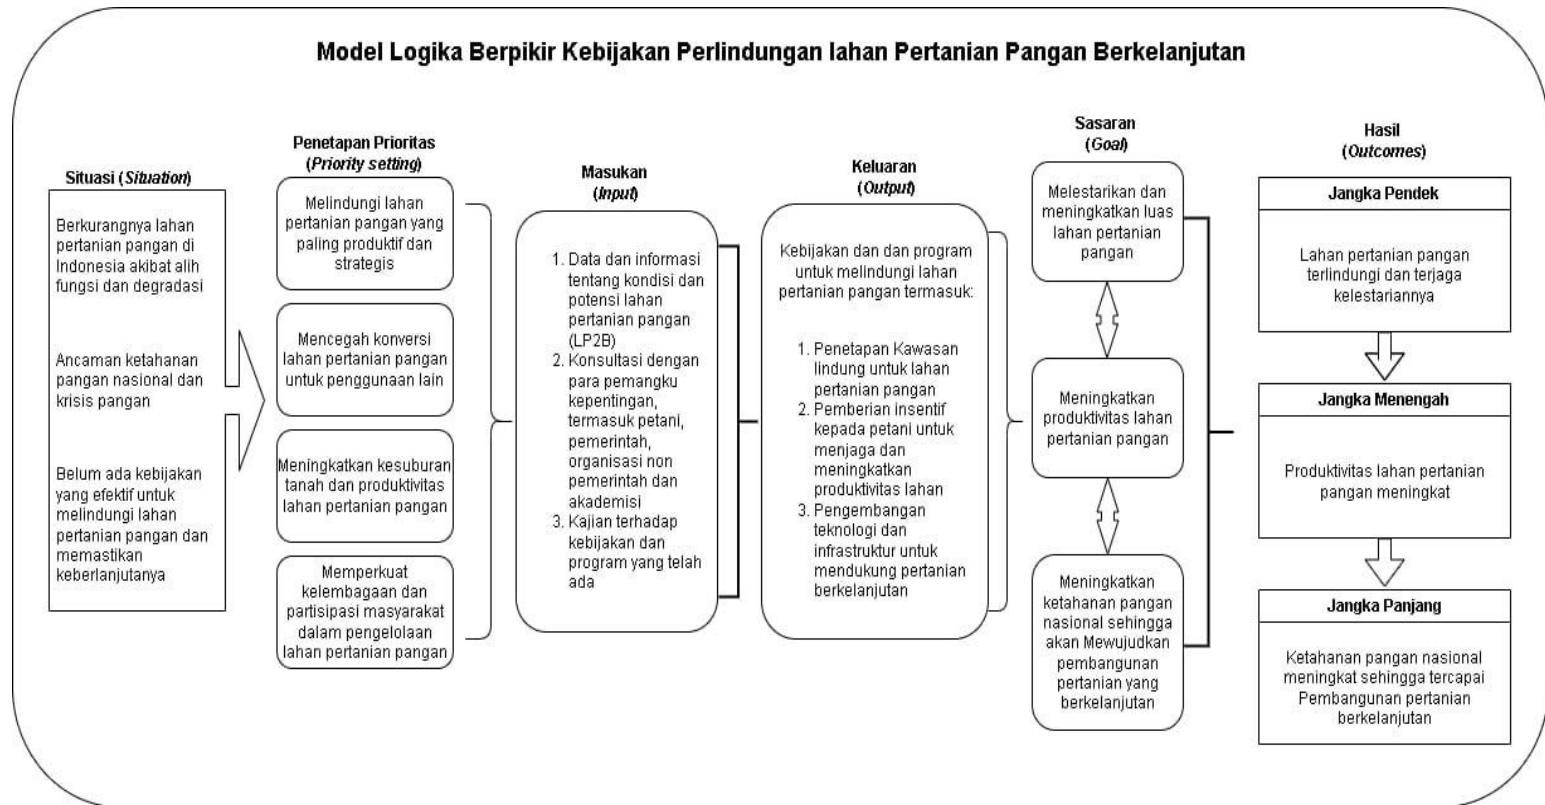 Model Logika Berpikir Kebijakan Perlindungan lahan Pertanian Pangan Berkelanjutan
Situasi (Situation)
Berkurangnya lahan
pertanian pangan di
Indonesia akibat alih
fungsi dan degradasi
Ancaman ketahanan
pangan nasional dan
krisis pangan
Belum ada kebijakan
yang efektif untuk
melindungi lahan
pertanian pangan dan
memastikan
keberlanjutanya
Penetapan Prioritas
(Priority setting)
Melindungi lahan
pertanian pangan yang
paling produktif dan
strategis
Mencegah konversi
lahan pertanian pangan
untuk penggunaan lain
Meningkatkan kesuburan
tanah dan produktivitas
lahan pertanian pangan
Memperkuat
kelembagaan dan
partisipasi masyarakat
dalam pengelolaan
lahan pertanian pangan
Masukan
(Input)
1. Data dan informasi
tentang kondisi dan
potensi lahan
pertanian pangan
(LP2B)
2. Konsultasi dengan
para pemangku
kepentingan,
termasuk petani,
pemerintah,
organisasi non
pemerintah dan
akademisi
3. Kajian terhadap
kebijakan dan
program yang telah
ada
Keluaran
(Output)
Kebijakan dan dan program
untuk melindungi lahan
pertanian pangan termasuk:
1. Penetapan Kawasan
lindung untuk lahan
pertanian pangan
2. Pemberian insentif
kepada petani untuk
menjaga dan
meningkatkan
produktivitas lahan
3. Pengembangan
teknologi dan
infrastruktur untuk
mendukung pertanian
berkelanjutan
Sasaran
(Goal)
Melestarikan dan
meningkatkan luas
lahan pertanian
pangan
Meningkatkan
produktivitas lahan
pertanian pangan
Meningkatkan
ketahanan pangan
nasional sehingga
akan Mewujudkan
pembangunan
pertanian yang
berkelanjutan
Hasil
(Outcomes)
Jangka Pendek
Lahan pertanian pangan
terlindungi dan terjaga
kelestariannya
Jangka Menengah
Produktivitas lahan pertanian
pangan meningkat
Jangka Panjang
Ketahanan pangan nasional
meningkat sehingga tercapai
Pembangunan pertanian
berkelanjutan